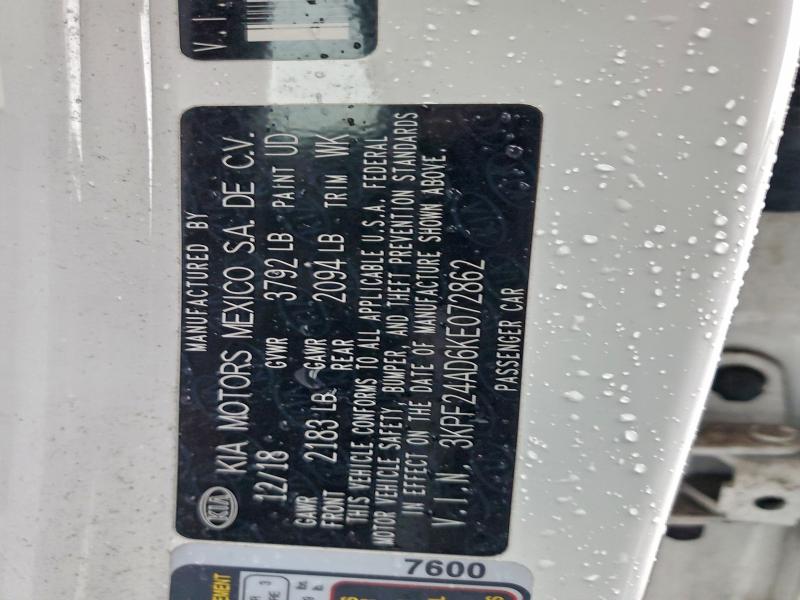 MANUFACTURED BY
KIA KIA MOTORS MEXICO S.A. DE C.V.
12/18 GVWR 3792 LB PAINT UD
GAWR FRONT 2183 LB GAWR REAR 2094 LB TRIM WK
THIS VEHICLE CONFORMS TO ALL APPLICABLE U.S.A. FEDERAL
MOTOR VEHICLE SAFETY, BUMPER, AND THEFT PREVENTION STANDARDS
IN EFFECT ON THE DATE OF MANUFACTURE SHOWN ABOVE.
V.I.N. 3KPF24AD6KE072862
PASSENGER CAR
V.I.
7600